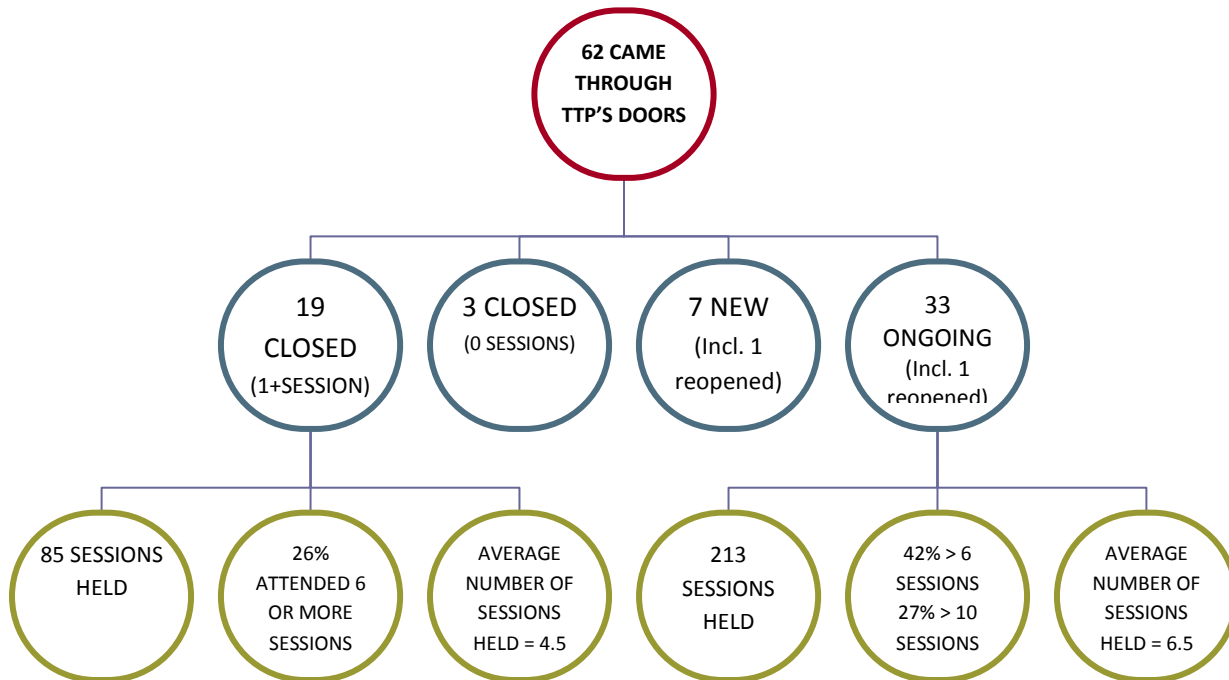 62 CAME
THROUGH
TTP’S DOORS
19
CLOSED
(1+SESSION)
3 CLOSED
(0 SESSIONS)
7 NEW
(Incl. 1
reopened)
33
ONGOING
(Incl. 1
reopened)
85 SESSIONS
HELD
26%
ATTENDED 6
OR MORE
SESSIONS
AVERAGE
NUMBER OF
SESSIONS
HELD = 4.5
213
SESSIONS
HELD
42% > 6
SESSIONS
27% > 10
SESSIONS
AVERAGE
NUMBER OF
SESSIONS
HELD = 6.5